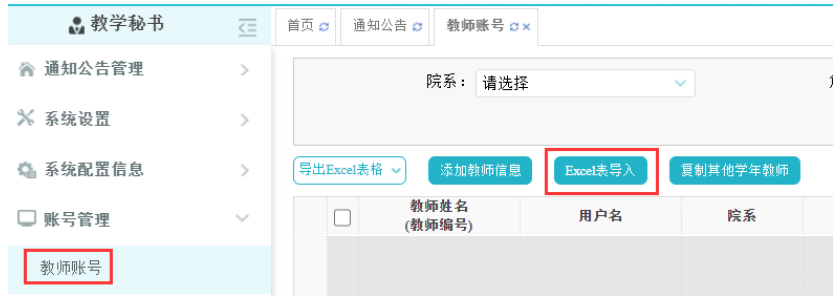 教学秘书
首页
通知公告
教师账号
通知公告管理
院系：
请选择
系统设置
系统配置信息
导出Excel表格
添加教师信息
Excel表导入
复制其他学年教师
账号管理
教师姓名
(教师编号)
用户名
院系
教师账号